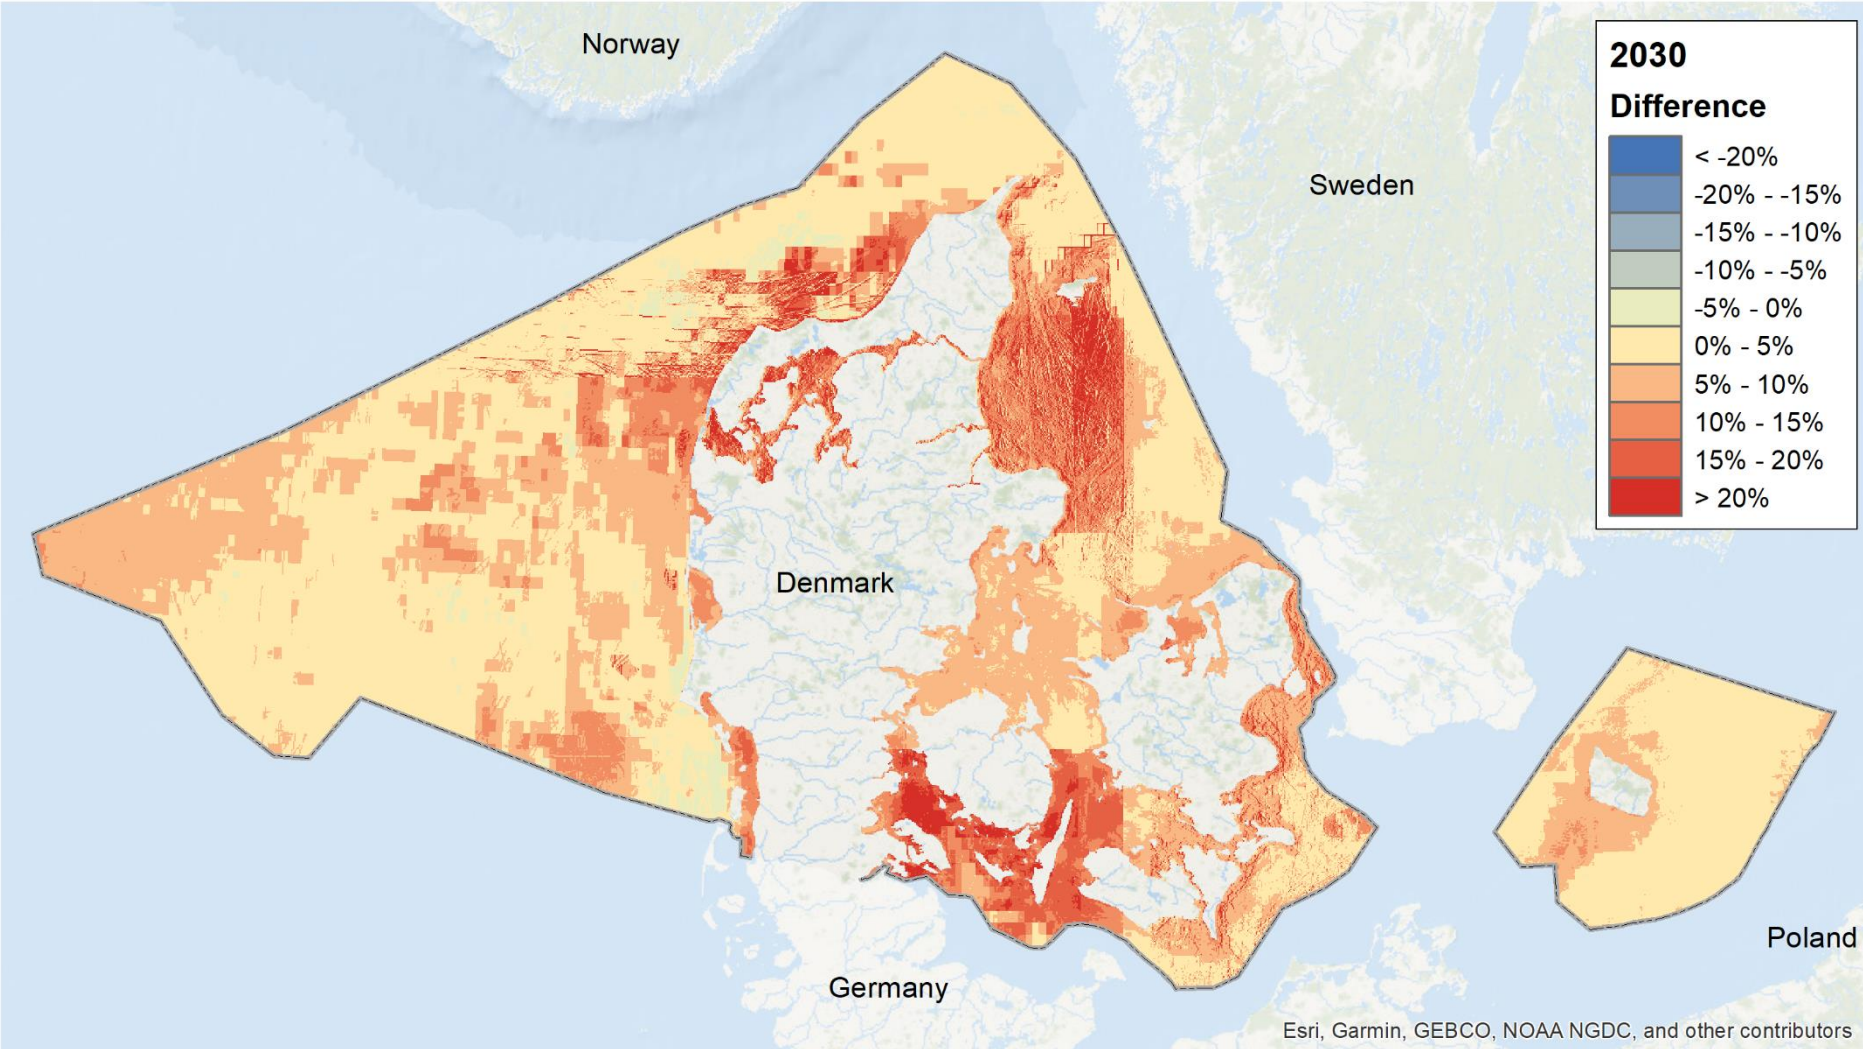 Norway
2030
Difference
< -20%
-20% - -15%
-15% - -10%
-10% - -5%
-5% - 0%
0% - 5%
5% - 10%
10% - 15%
15% - 20%
> 20%
Sweden
Denmark
Poland
Germany
Esri, Garmin, GEBCO, NOAA NGDC, and other contributors